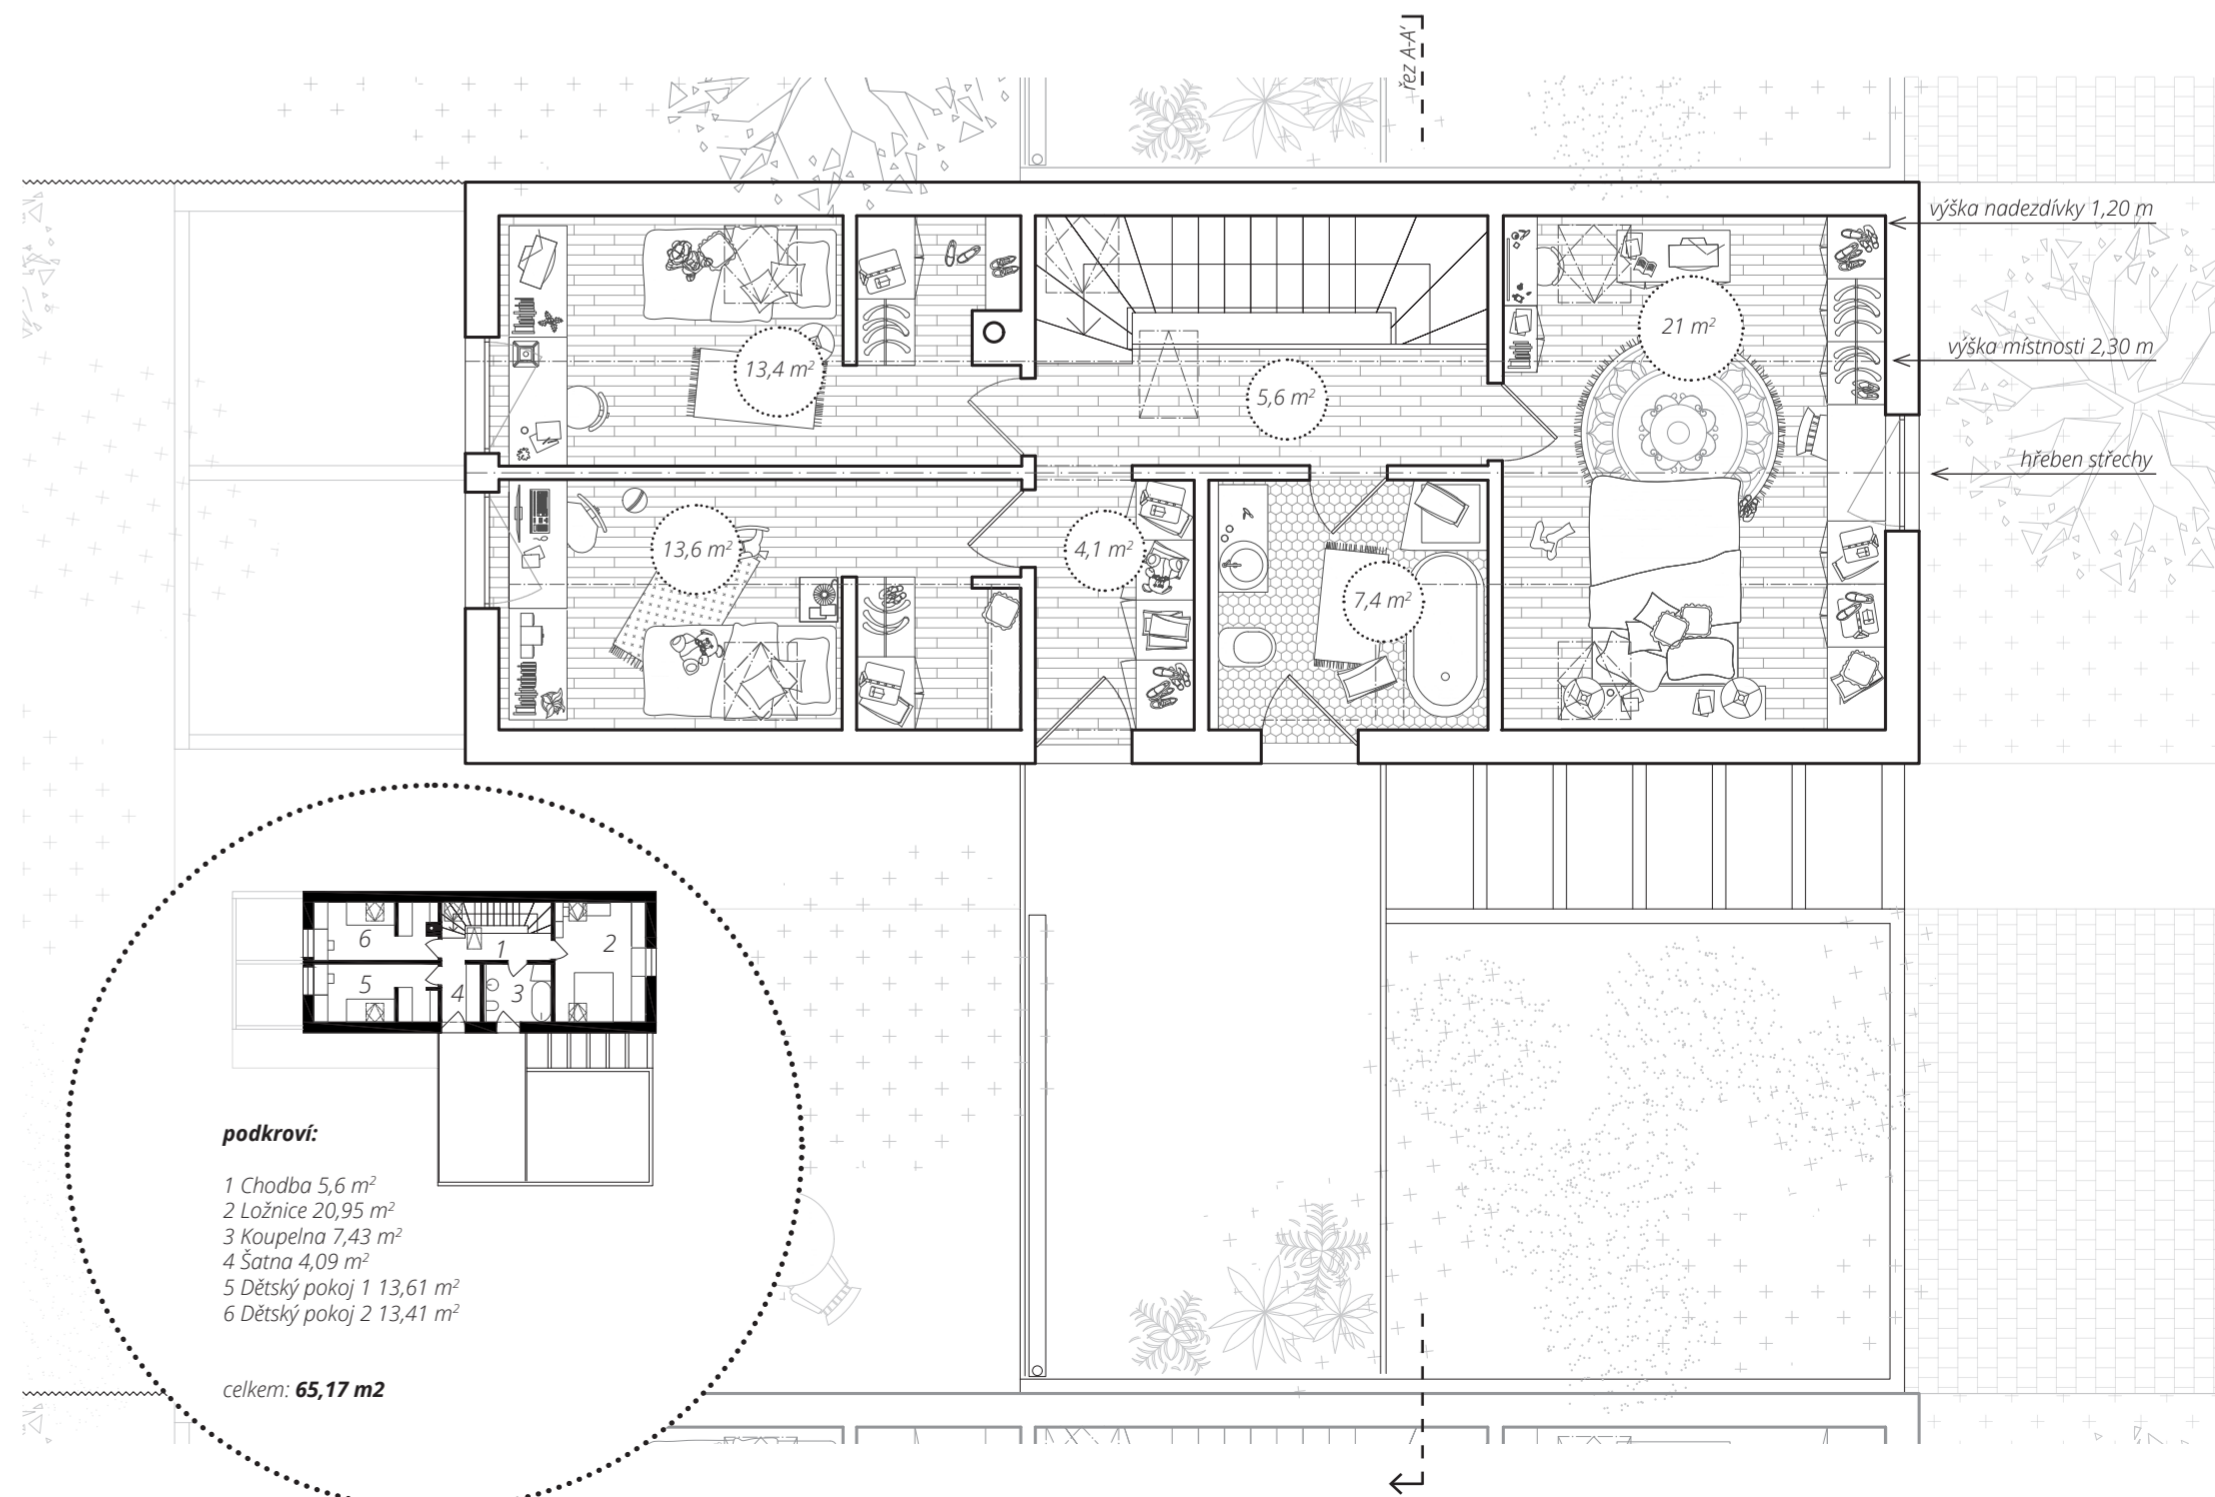 řez A-A'
výška nadezdívky 1,20 m
21 m²
výška místnosti 2,30 m
13,4 m²
5,6 m²
hřeben střechy
13,6 m²
4,1 m²
7,4 m²
6
1
2
5
4
3
podkroví:
1 Chodba 5,6 m²
2 Ložnice 20,95 m²
3 Koupelna 7,43 m²
4 Šatna 4,09 m²
5 Dětský pokoj 1 13,61 m²
6 Dětský pokoj 2 13,41 m²
celkem: 65,17 m2